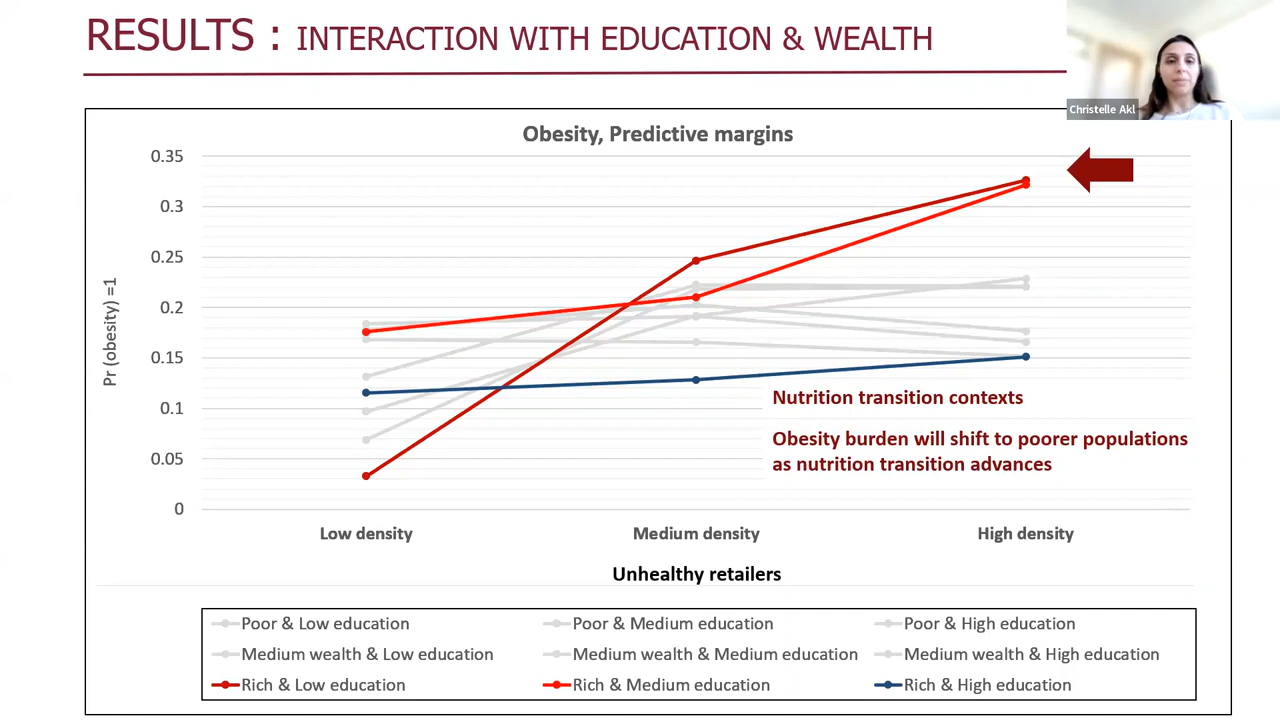 RESULTS : INTERACTION WITH EDUCATION & WEALTH
Christelle Akl
Obesity, Predictive margins
0.35
0.3
0.25
0.2
0.15
0.1
0.05
0
Pr (obesity) =1
Nutrition transition contexts
Obesity burden will shift to poorer populations
as nutrition transition advances
Low density
Medium density
High density
Unhealthy retailers
Poor & Low education
Poor & Medium education
Poor & High education
Medium wealth & Low education
Medium wealth & Medium education
Medium wealth & High education
Rich & Low education
Rich & Medium education
Rich & High education